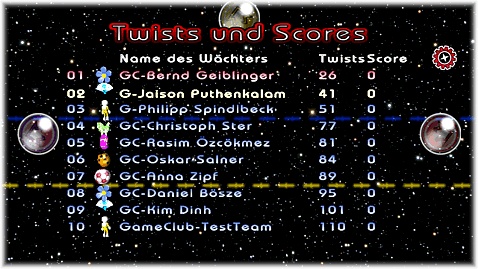 Twists und Scores
Name des Wächters Twists Score
01 GC-Bernd Geiblinger 26 0
02 G-Jaison Puthenkalam 41 0
03 G-Philipp Spindlbeck 51 0
04 GC-Christoph Ster 77 0
05 GC-Rasim Özcökmez 81 0
06 GC-Oskar Salner 84 0
07 GC-Anna Zipf 89 0
08 GC-Daniel Bösze 95 0
09 GC-Kim Dinh 101 0
10 GameClub-TestTeam 110 0